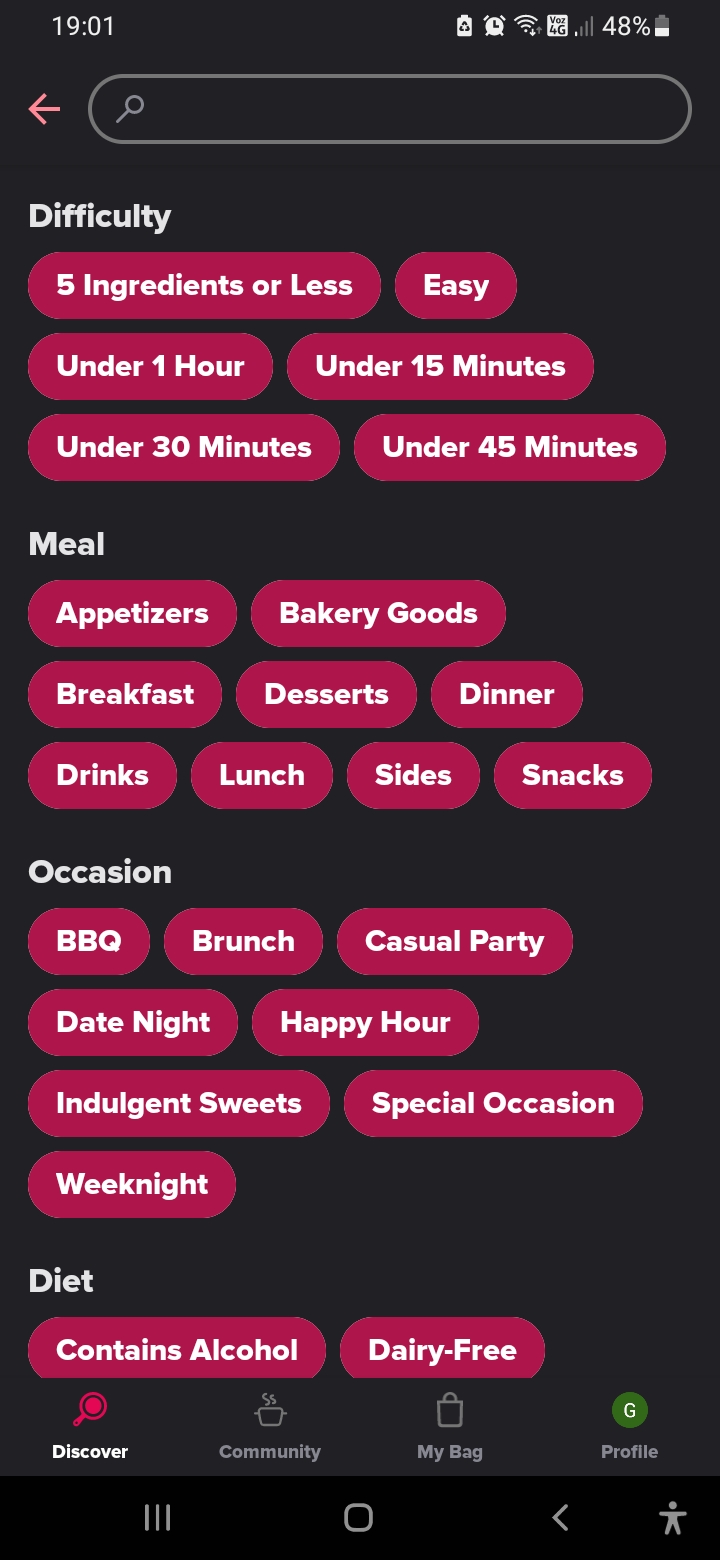 19:01 Voz 4G 48%
Difficulty
5 Ingredients or Less Easy
Under 1 Hour Under 15 Minutes
Under 30 Minutes Under 45 Minutes
Meal
Appetizers Bakery Goods
Breakfast Desserts Dinner
Drinks Lunch Sides Snacks
Occasion
BBQ Brunch Casual Party
Date Night Happy Hour
Indulgent Sweets Special Occasion
Weeknight
Diet
Contains Alcohol Dairy-Free
G
Discover Community My Bag Profile